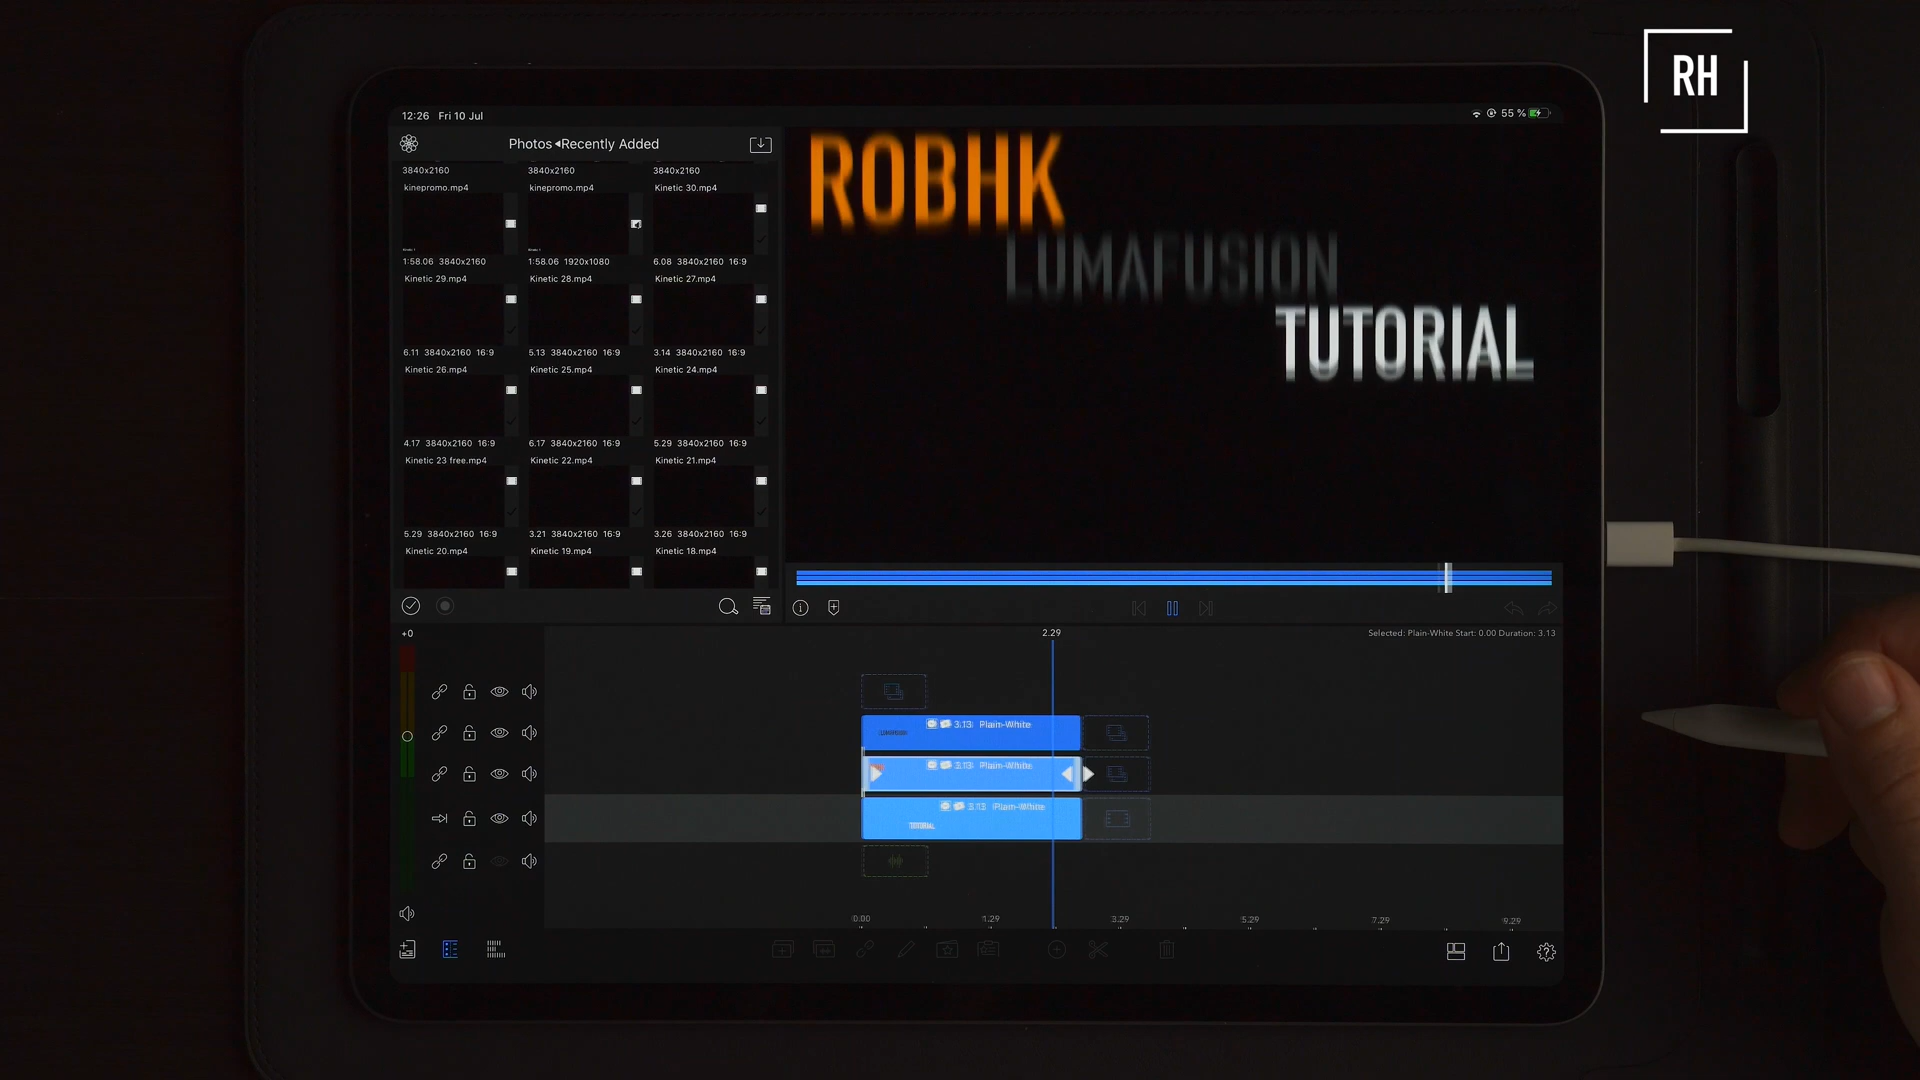 RH
12:26 Fri 10 Jul
55 %
Photos Recently Added
ROBHK
LUMAFUSION
TUTORIAL
3840x2160
3840x2160
3840x2160
kinepromo.mp4
kinepromo.mp4
Kinetic 30.mp4
1:58.06 3840x2160
1:58.06 1920x1080
6.08 3840x2160 16:9
Kinetic 29.mp4
Kinetic 28.mp4
Kinetic 27.mp4
6.11 3840x2160 16:9
5.13 3840x2160 16:9
3.14 3840x2160 16:9
Kinetic 26.mp4
Kinetic 25.mp4
Kinetic 24.mp4
4.17 3840x2160 16:9
6.17 3840x2160 16:9
5.29 3840x2160 16:9
Kinetic 23 free.mp4
Kinetic 22.mp4
Kinetic 21.mp4
5.29 3840x2160 16:9
3.21 3840x2160 16:9
3.26 3840x2160 16:9
Kinetic 20.mp4
Kinetic 19.mp4
Kinetic 18.mp4
+0
2.29
Selected: Plain-White Start: 0.00 Duration: 3.13
3.13 Plain-White
LUMAFUSION
3.13 Plain-White
3.13 Plain-White
TUTORIAL
0.00
1.29
3.29
5.29
7.29
9.29